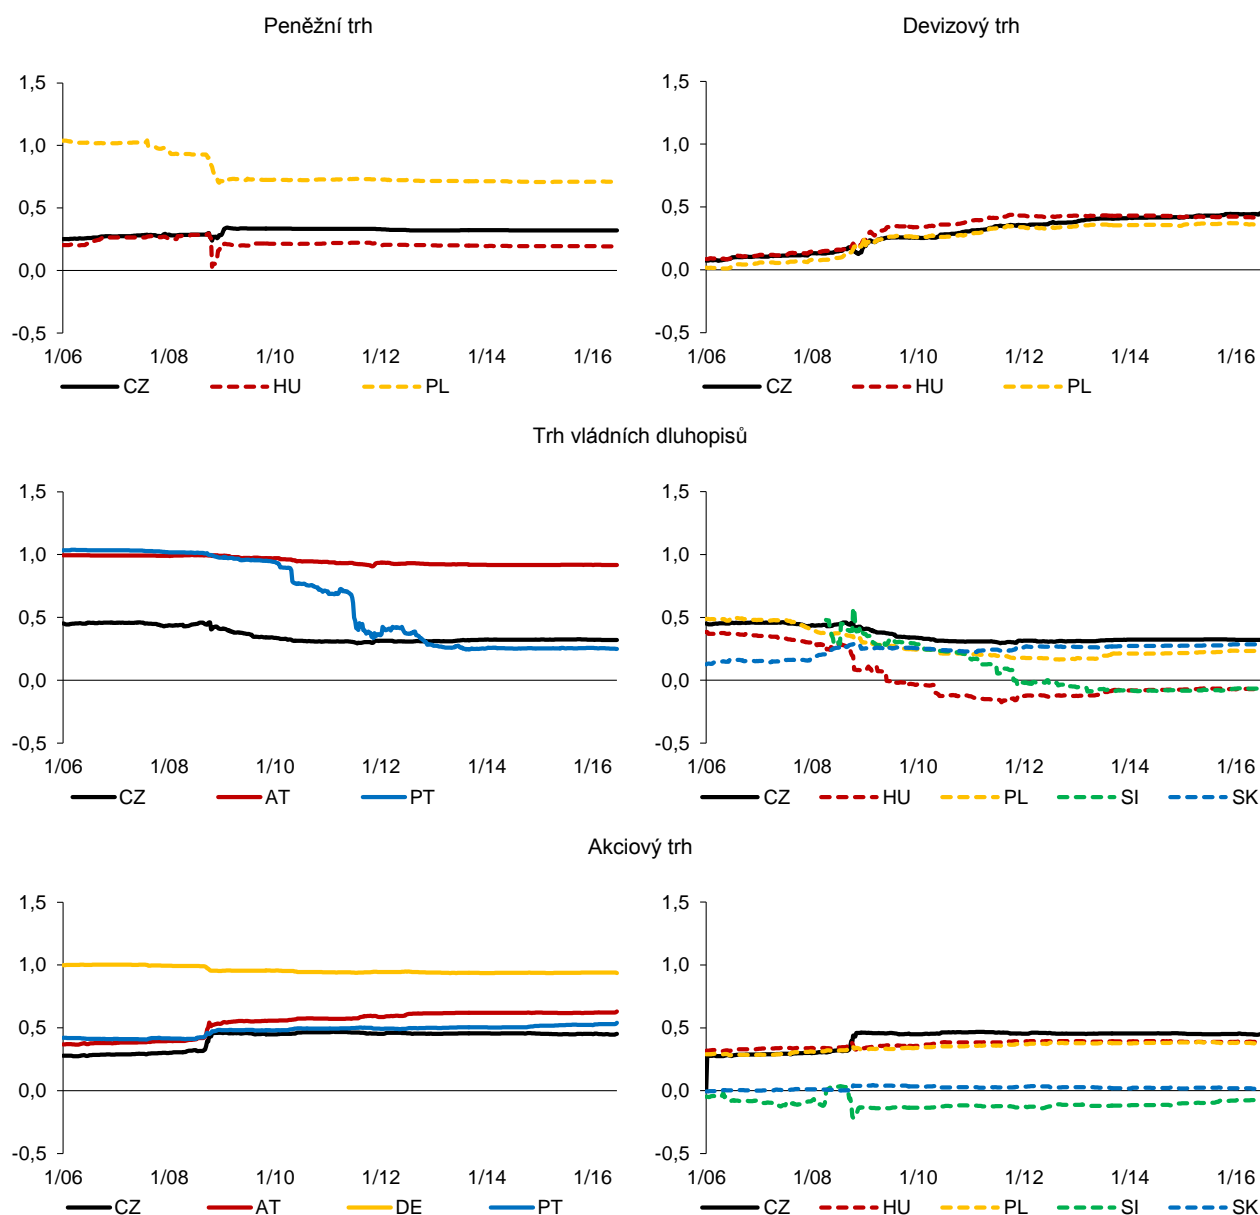 Peněžní trh
Devizový trh
1,5
1,0
0,5
0,0
-0,5
1/06 1/08 1/10 1/12 1/14 1/16
CZ HU PL
1,5
1,0
0,5
0,0
-0,5
1/06 1/08 1/10 1/12 1/14 1/16
CZ HU PL
Trh vládních dluhopisů
1,5
1,0
0,5
0,0
-0,5
1/06 1/08 1/10 1/12 1/14 1/16
CZ AT PT
1,5
1,0
0,5
0,0
-0,5
1/06 1/08 1/10 1/12 1/14 1/16
CZ HU PL SI SK
Akciový trh
1,5
1,0
0,5
0,0
-0,5
1/06 1/08 1/10 1/12 1/14 1/16
CZ AT DE PT
1,5
1,0
0,5
0,0
-0,5
1/06 1/08 1/10 1/12 1/14 1/16
CZ HU PL SI SK